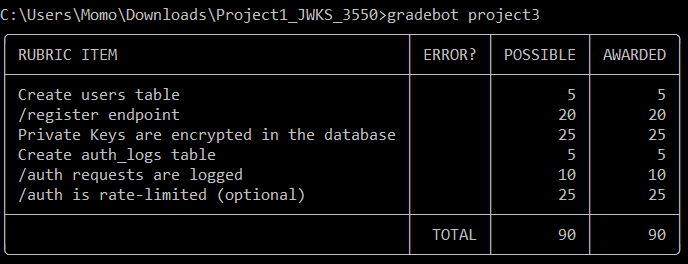 C:\Users\Momo\Downloads\Project1_JWKS_3550>gradebot project3
RUBRIC ITEM ERROR? POSSIBLE AWARDED
Create users table 5 5
/register endpoint 20 20
Private Keys are encrypted in the database 25 25
Create auth_logs table 5 5
/auth requests are logged 10 10
/auth is rate-limited (optional) 25 25
TOTAL 90 90